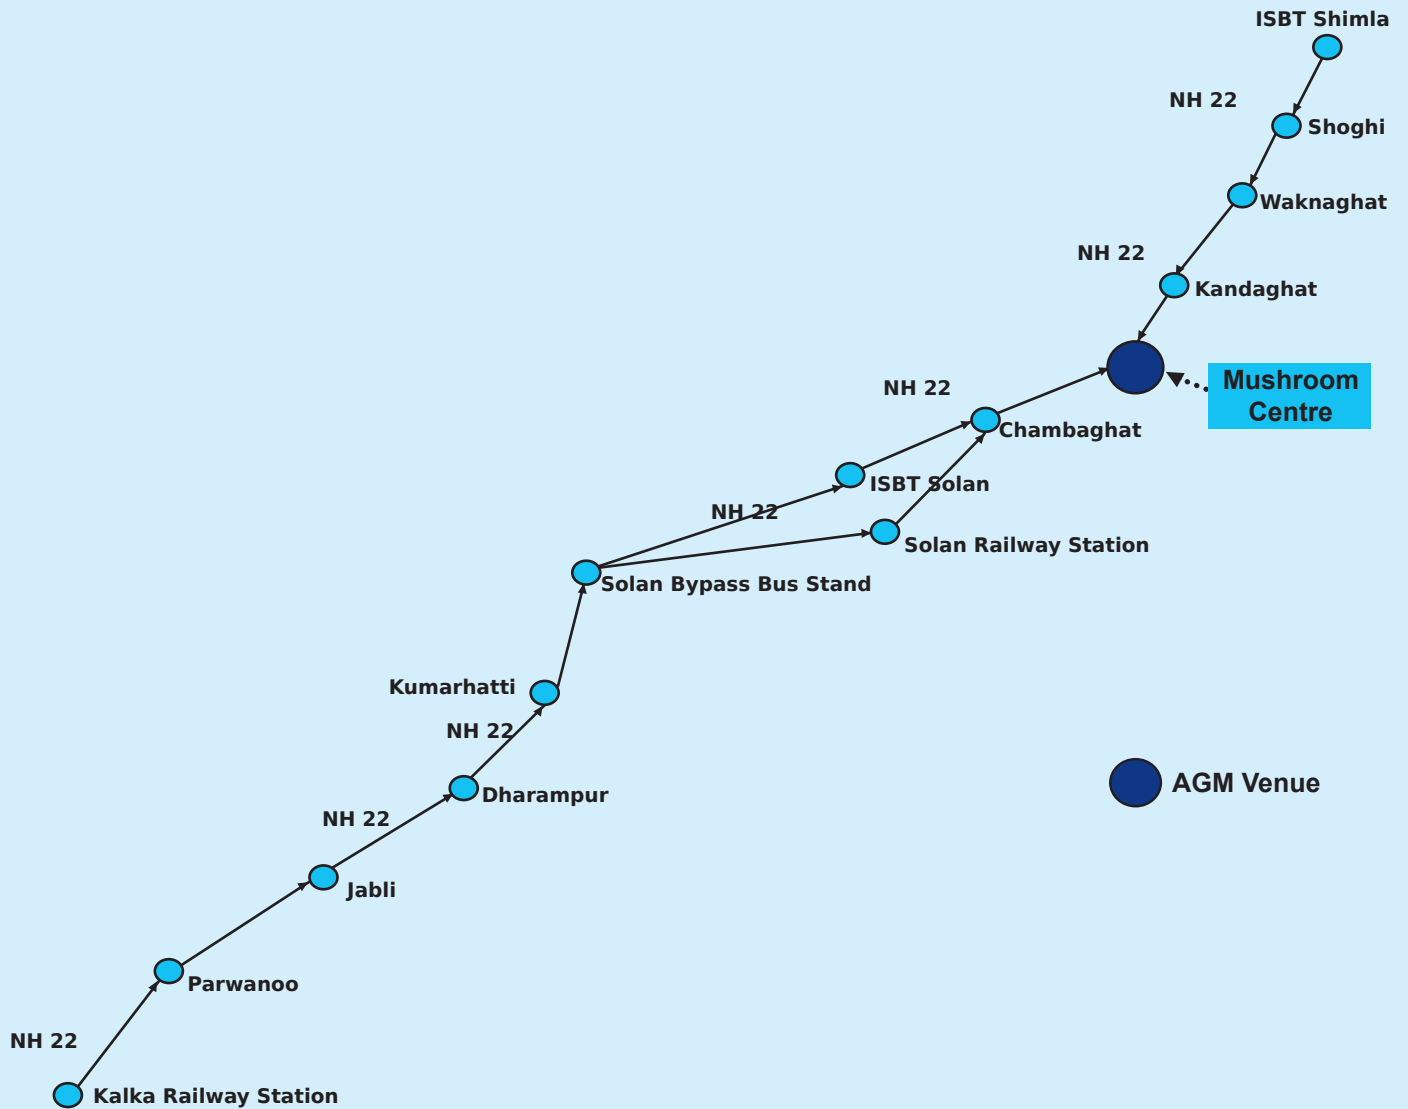 ISBT Shimla
NH 22
Shoghi
Waknaghat
NH 22
Kandaghat
Mushroom
Centre
NH 22
Chambaghat
ISBT Solan
NH 22
Solan Railway Station
Solan Bypass Bus Stand
Kumarhatti
NH 22
AGM Venue
Dharampur
NH 22
Jabli
Parwanoo
NH 22
Kalka Railway Station